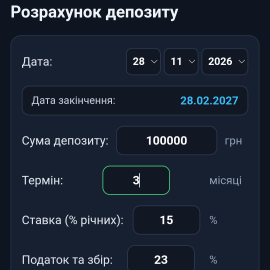 Розрахунок депозиту
Дата: 28 11 2026
Дата закінчення: 28.02.2027
Сума депозиту: 100000 грн
Термін: 3 місяці
Ставка (% річних): 15 %
Податок та збір: 23 %